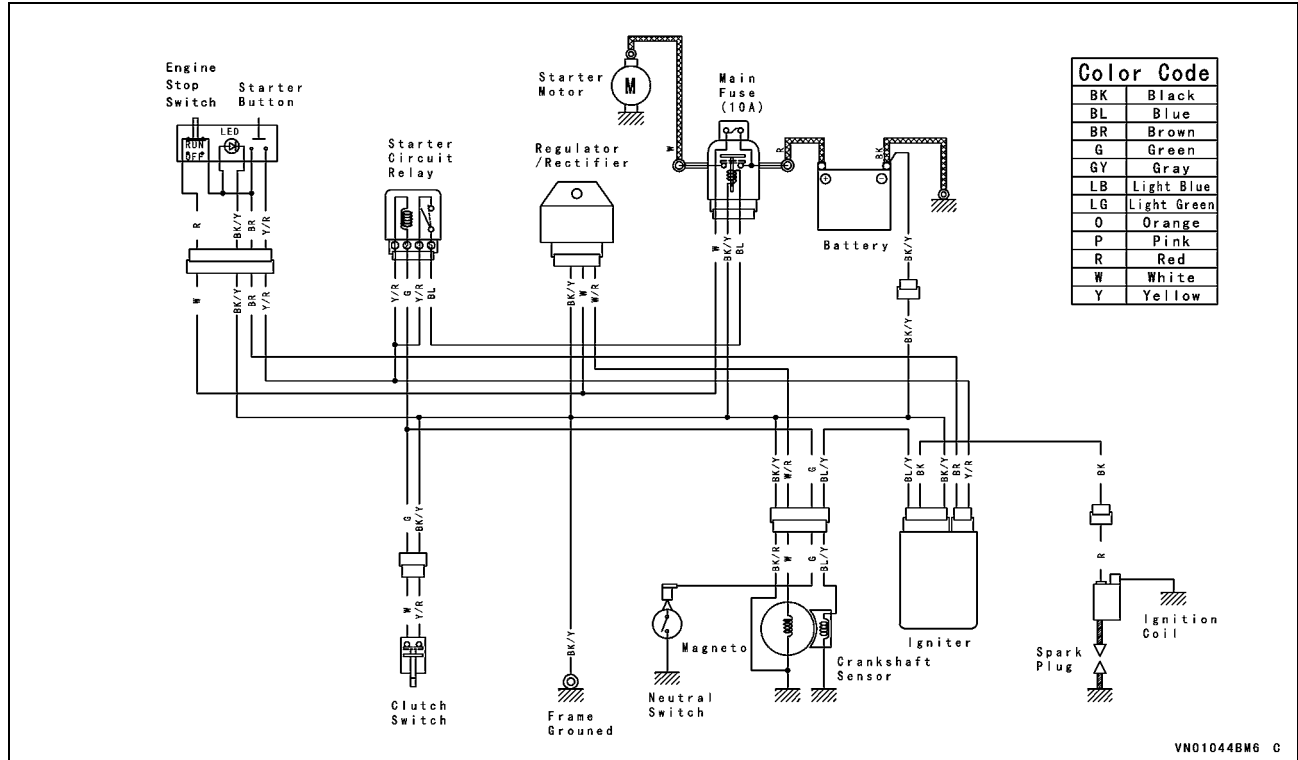 Engine
Stop
Switch
Starter
Button
RUN
OFF
LED
Starter
Circuit
Relay
Regulator
/Rectifier
Starter
Motor
M
Main
Fuse
(10A)
W
R
BK
Battery
Color Code
BK Black
BL Blue
BR Brown
G Green
GY Gray
LB Light Blue
LG Light Green
O Orange
P Pink
R Red
W White
Y Yellow
R
BK/Y
BR
Y/R
W
BK/Y
BR
Y/R
Y/R
G
Y/R
BL
BK/Y
W
W/R
W
BK/Y
BL
BK/Y
BK/Y
G
BK/Y
W
Y/R
Clutch
Switch
BK/Y
Frame
Grounded
BK/Y
W/R
G
BL/Y
BK/R
W
G
BL/Y
Neutral
Switch
Magneto
Crankshaft
Sensor
BL/Y
BK
BK/Y
BR
Y/R
Igniter
BK
R
Ignition
Coil
Spark
Plug
VN01044BM6 C